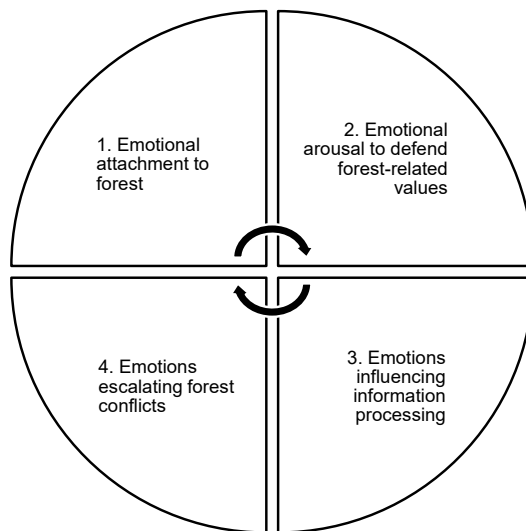 1. Emotional
attachment to
forest
2. Emotional
arousal to defend
forest-related
values
3. Emotions
influencing
information
processing
4. Emotions
escalating forest
conflicts